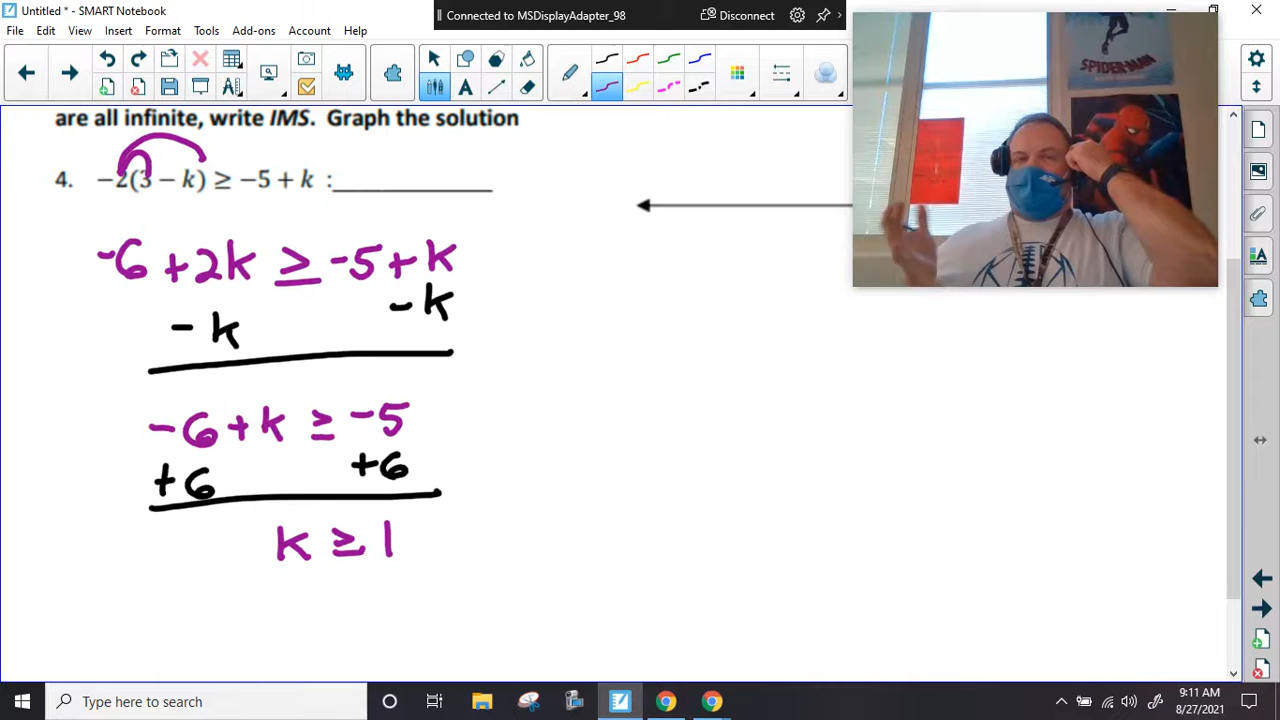 Untitled * - SMART Notebook
Connected to MSDisplayAdapter_98
Disconnect
File Edit View Insert Format Tools Add-ons Account Help
SPIDERMAN
are all infinite, write IMS. Graph the solution
4. −2(3 − k) ≥ −5 + k :_______________
-6 + 2k ≥ -5 + k
- k - k
-6 + k ≥ -5
+6 +6
k ≥ 1
Type here to search
9:11 AM
8/27/2021